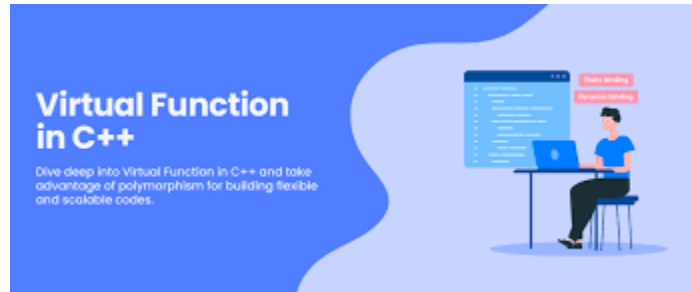 Virtual Function
in C++
Dive deep into Virtual Function in C++ and take
advantage of polymorphism for building flexible
and scalable codes.
Static binding
Dynamic binding